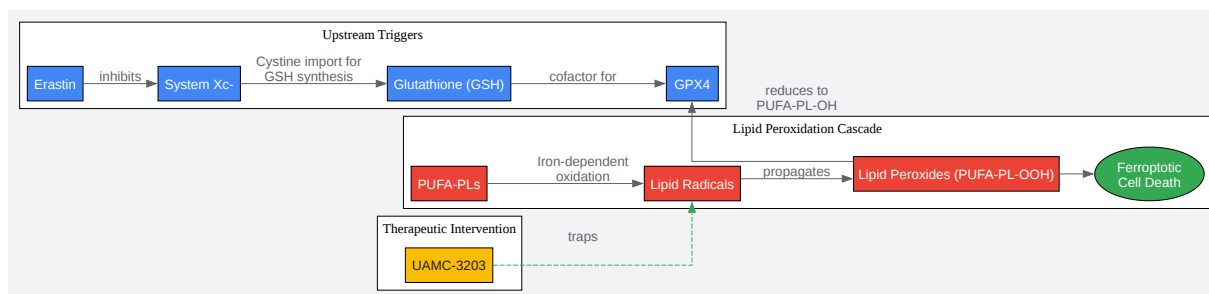 Upstream Triggers
Erastin
inhibits
System Xc-
Cystine import for
GSH synthesis
Glutathione (GSH)
cofactor for
GPX4
reduces to
PUFA-PL-OH
Lipid Peroxidation Cascade
PUFA-PLs
Iron-dependent
oxidation
Lipid Radicals
propagates
Lipid Peroxides (PUFA-PL-OOH)
Ferroptotic
Cell Death
Therapeutic Intervention
UAMC-3203
traps